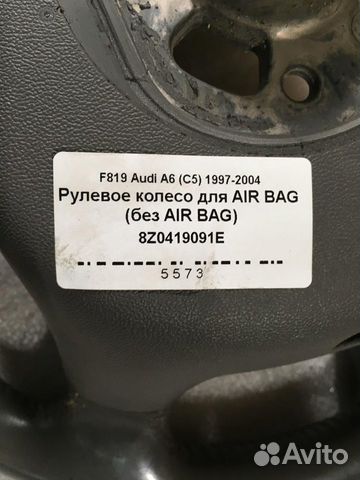 F819 Audi A6 (C5) 1997-2004
Рулевое колесо для AIR BAG
(без AIR BAG)
8Z0419091E
5573
Avito